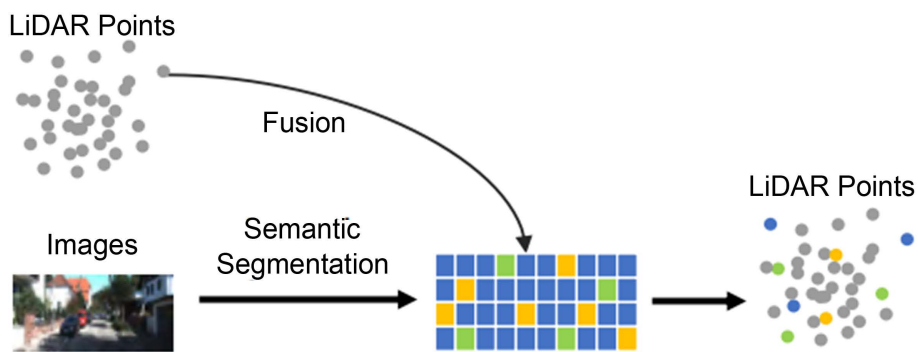 LiDAR Points
Fusion
LiDAR Points
Images
Semantic
Segmentation